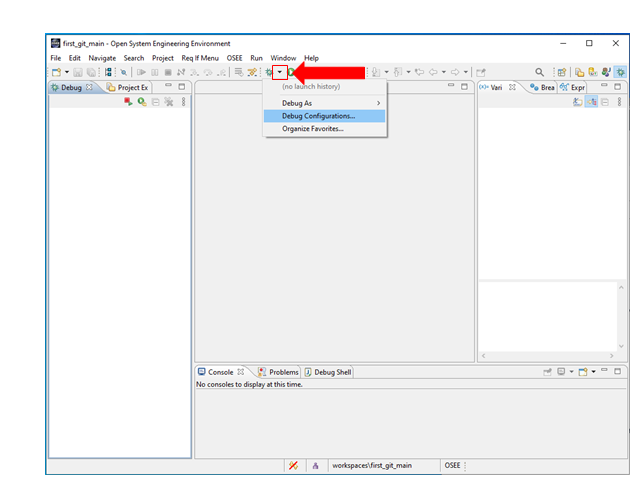 first_git_main - Open System Engineering Environment
File Edit Navigate Search Project Req If Menu OSEE Run Window Help
Debug Project Ex
(no launch history)
Debug As
Debug Configurations...
Organize Favorites...
(x)= Vari Brea Expr
Console Problems Debug Shell
No consoles to display at this time.
workspaces\first_git_main OSEE